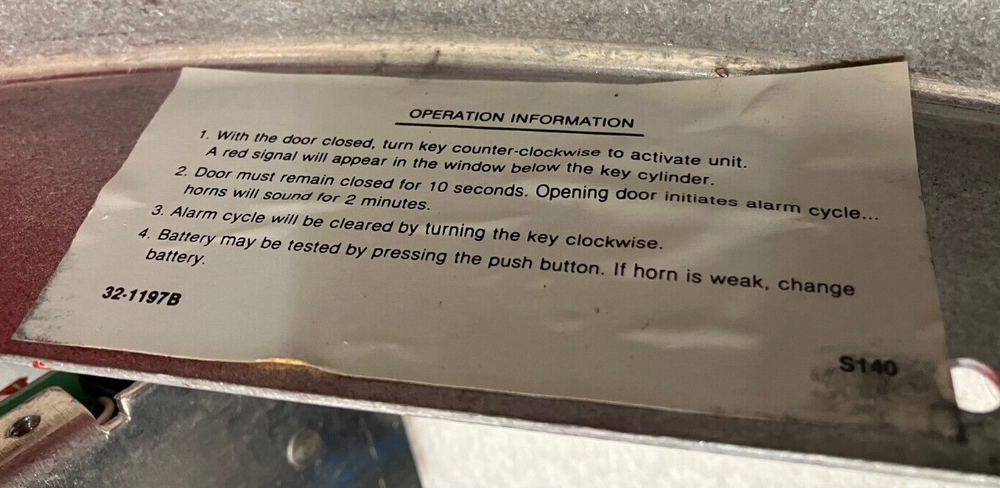 OPERATION INFORMATION
1. With the door closed, turn key counter-clockwise to activate unit.
A red signal will appear in the window below the key cylinder.
2. Door must remain closed for 10 seconds. Opening door initiates alarm cycle...
horns will sound for 2 minutes.
3. Alarm cycle will be cleared by turning the key clockwise.
4. Battery may be tested by pressing the push button. If horn is weak, change
battery.
32-1197B
S140